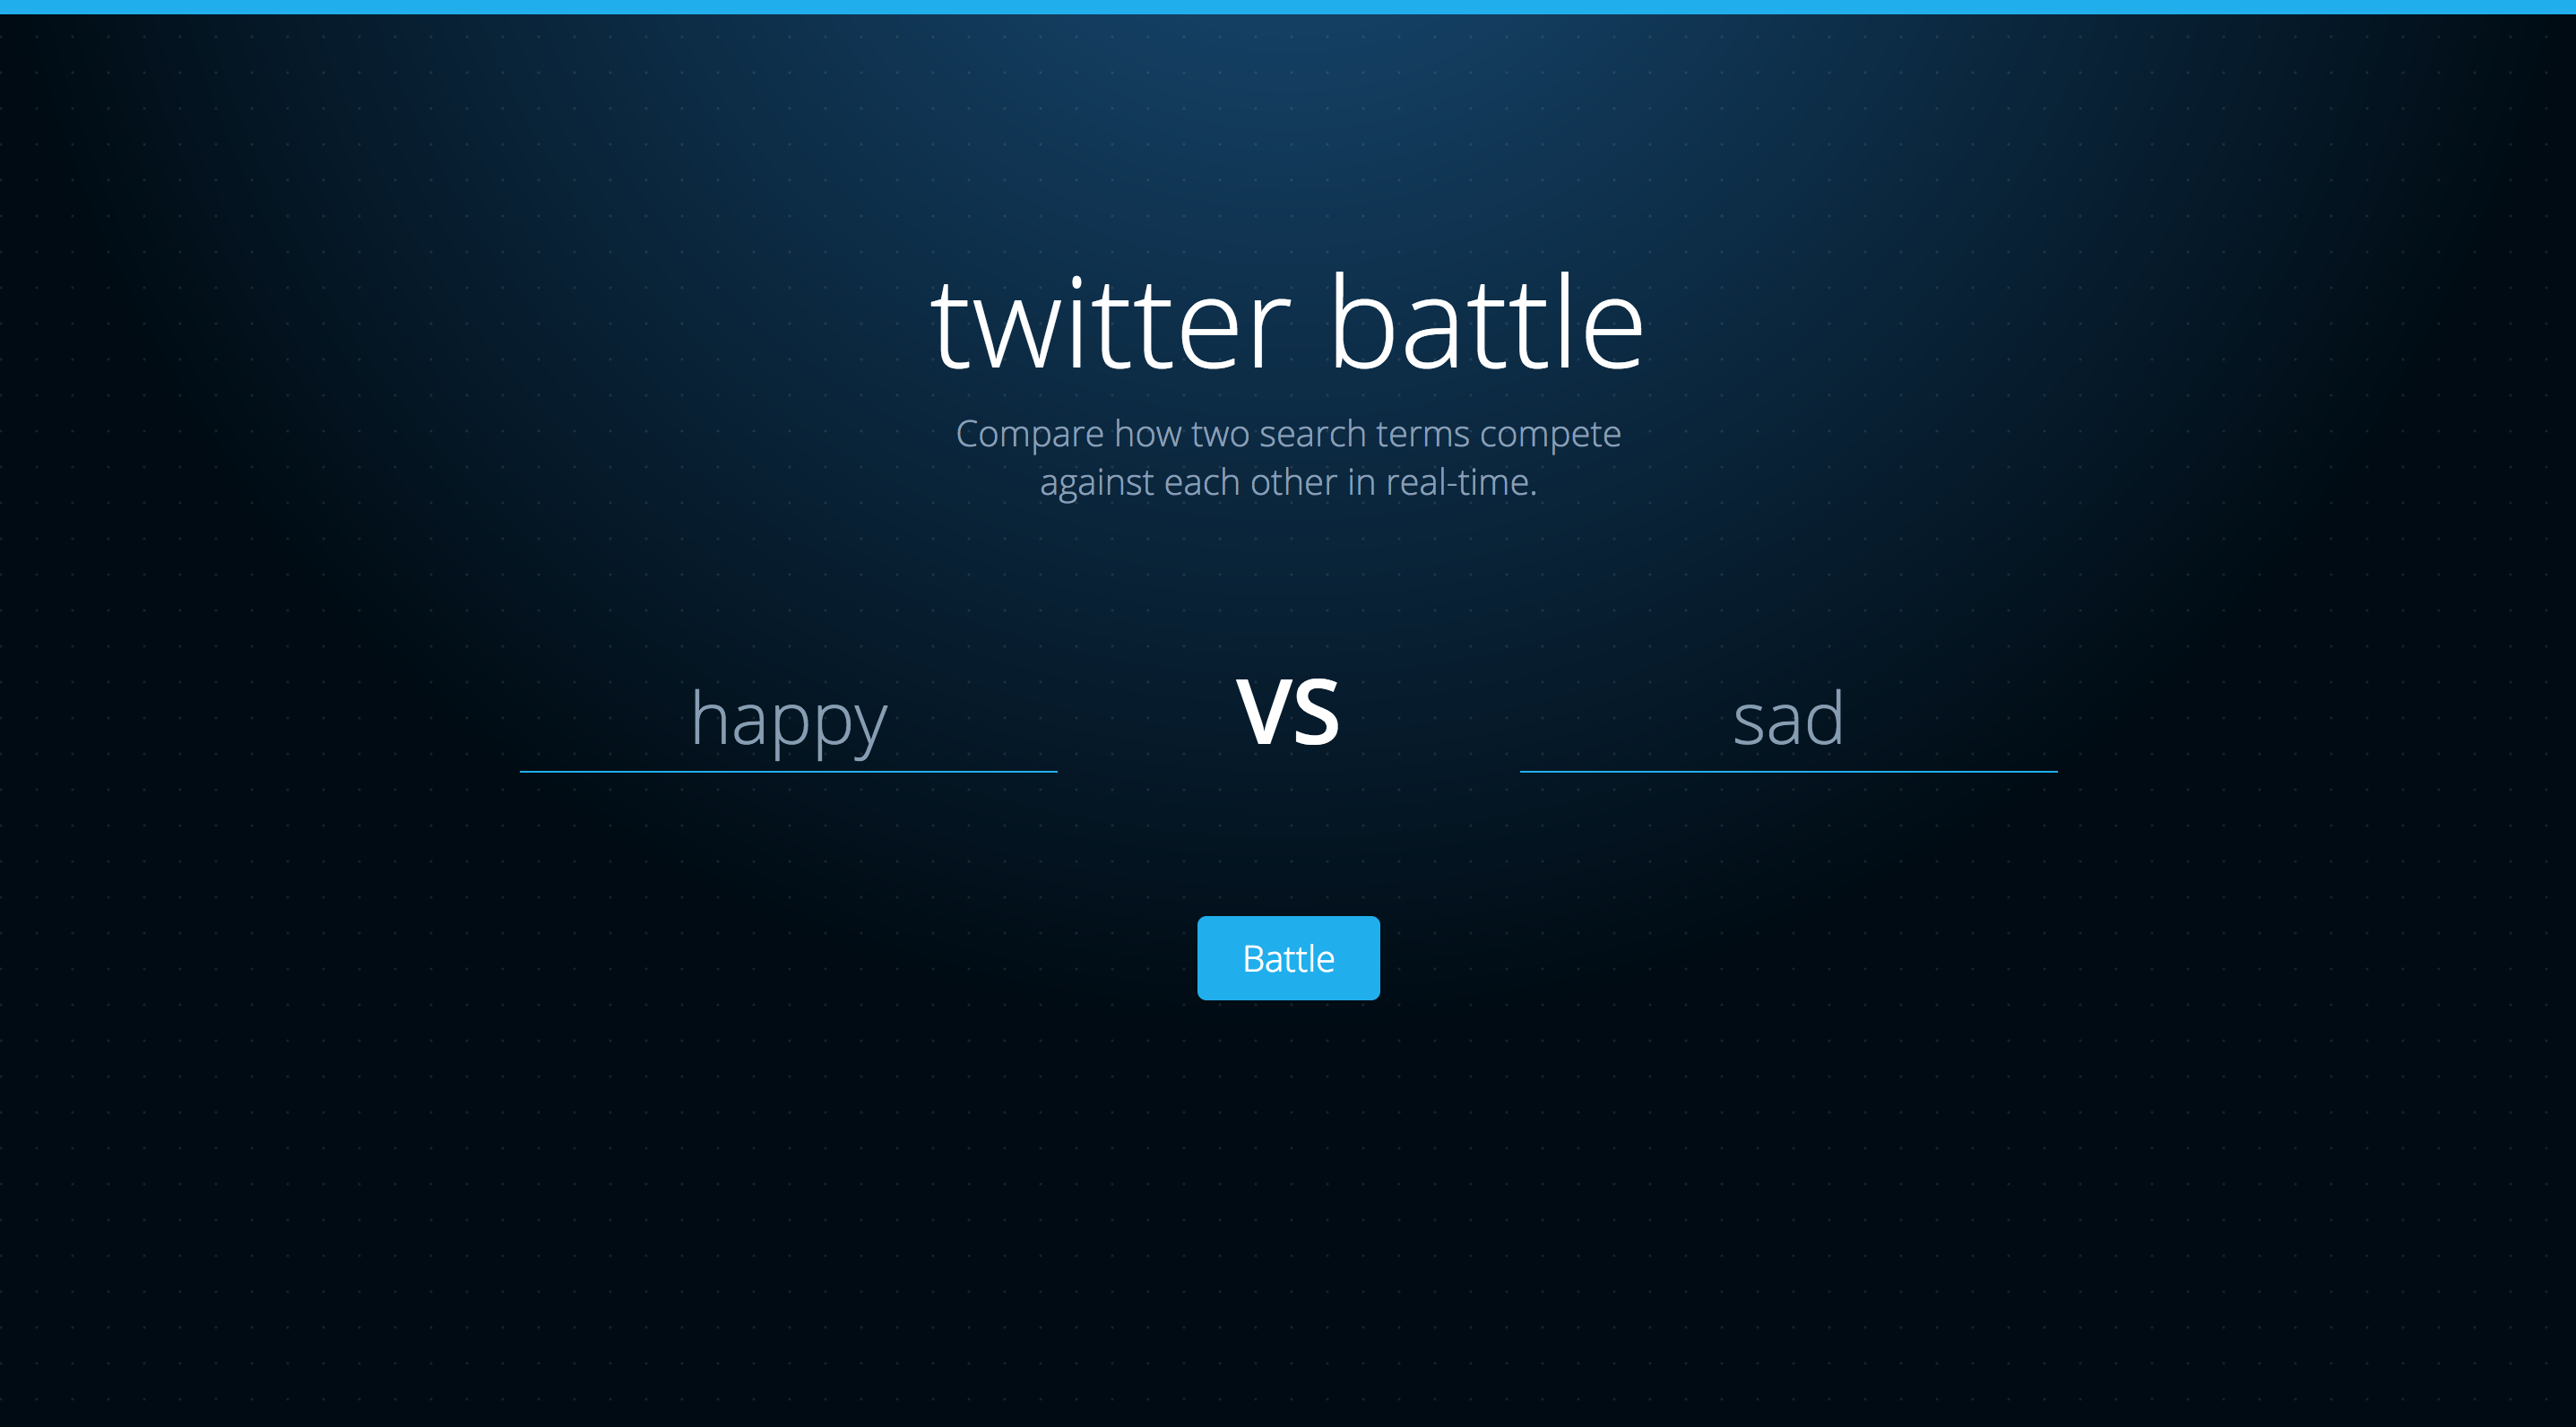 twitter battle
Compare how two search terms compete
against each other in real-time.
happy vs sad
Battle